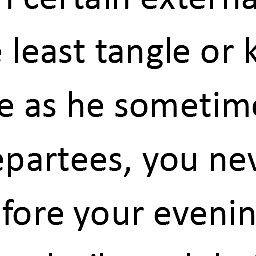 certain externa
least tangle or k
e as he sometime
epartees, you nev
fore your evenin